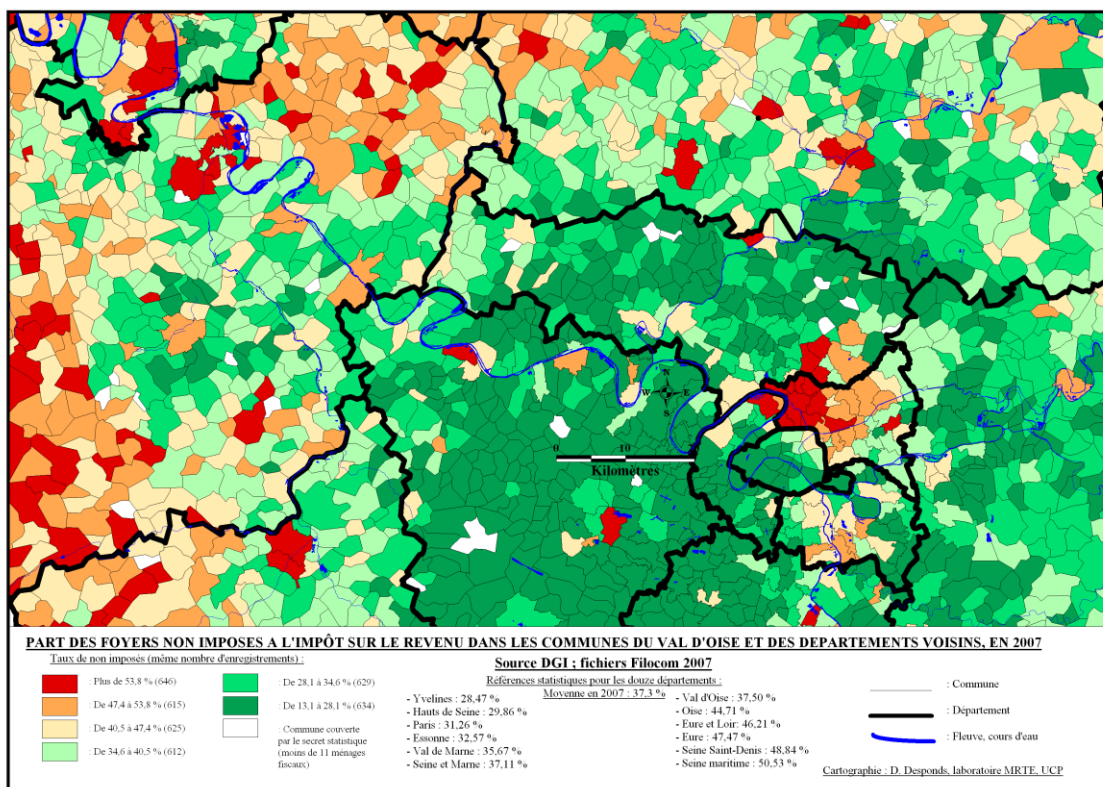 N
W E
S
0 10
Kilomètres
PART DES FOYERS NON IMPOSES A L'IMPÔT SUR LE REVENU DANS LES COMMUNES DU VAL D'OISE ET DES DEPARTEMENTS VOISINS, EN 2007
Taux de non imposés (même nombre d'enregistrements) :
: Plus de 53,8 % (646)
: De 47,4 à 53,8 % (615)
: De 40,5 à 47,4 % (625)
: De 34,6 à 40,5 % (612)
: De 28,1 à 34,6 % (629)
: De 13,1 à 28,1 % (634)
: Commune couverte
par le secret statistique
(moins de 11 ménages
fiscaux)
Source DGI ; fichiers Filocom 2007
Références statistiques pour les douze départements :
Moyenne en 2007 : 37,3 %
- Yvelines : 28,47 %
- Hauts de Seine : 29,86 %
- Paris : 31,26 %
- Essonne : 32,57 %
- Val de Marne : 35,67 %
- Seine et Marne : 37,11 %
- Val d'Oise : 37,50 %
- Oise : 44,71 %
- Eure et Loir : 46,21 %
- Eure : 47,47 %
- Seine Saint-Denis : 48,84 %
- Seine maritime : 50,53 %
: Commune
: Département
: Fleuve, cours d'eau
Cartographie : D. Desponds, laboratoire MRTE, UCP